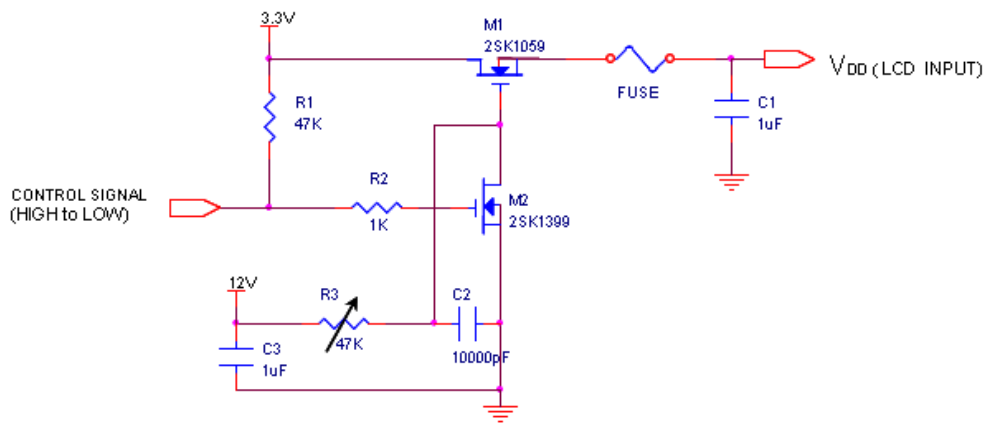 3.3V
M1
2SK1059
VDD (LCD INPUT)
FUSE
R1
47K
C1
1uF
CONTROL SIGNAL
(HIGH to LOW)
R2
1K
M2
2SK1399
12V
R3
47K
C2
10000pF
C3
1uF